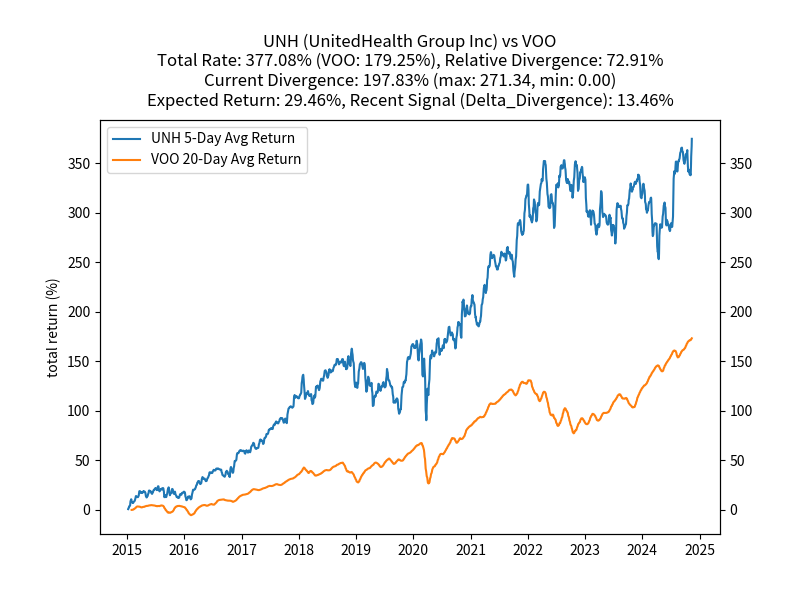 UNH (UnitedHealth Group Inc) vs VOO
Total Rate: 377.08% (VOO: 179.25%), Relative Divergence: 72.91%
Current Divergence: 197.83% (max: 271.34, min: 0.00)
Expected Return: 29.46%, Recent Signal (Delta_Divergence): 13.46%
UNH 5-Day Avg Return
VOO 20-Day Avg Return
total return (%)
350 350
300 300
250 250
200 200
150 150
100 100
50 50
0 0
2015 2016 2017 2018 2019 2020 2021 2022 2023 2024 2025